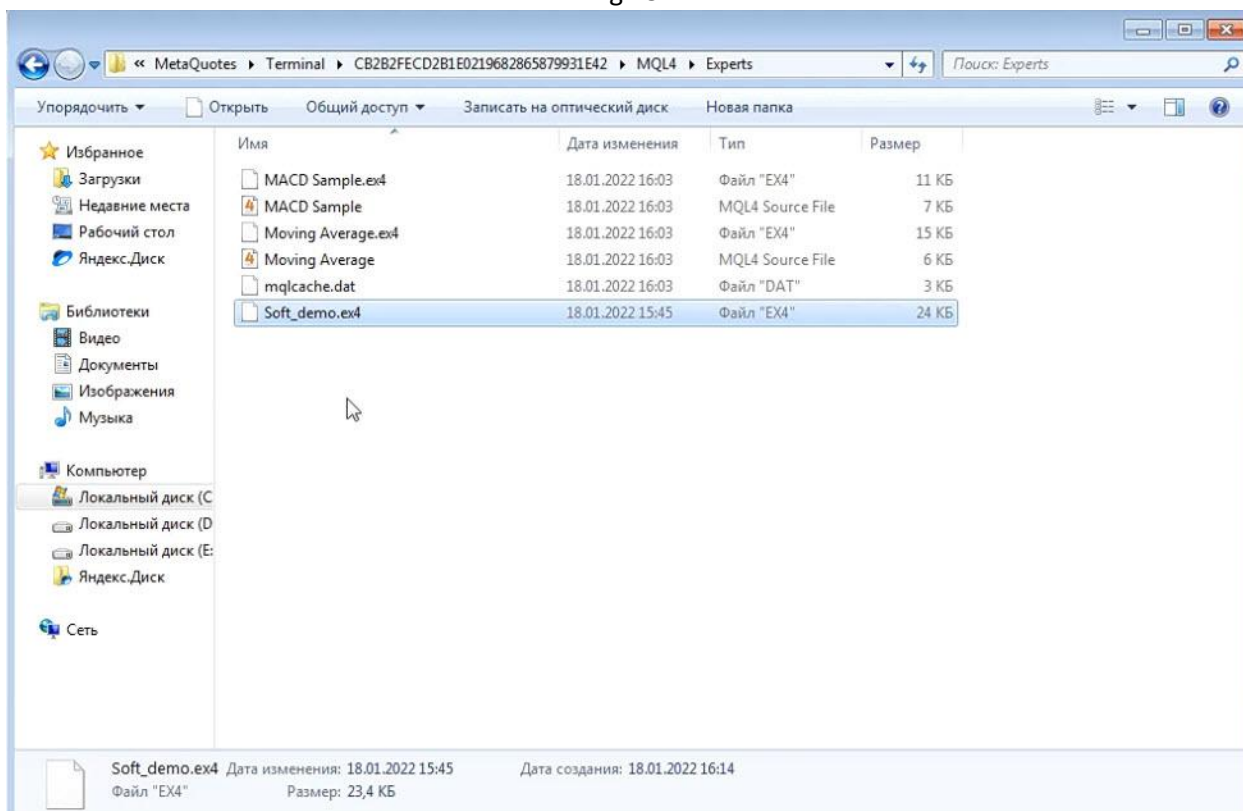 « MetaQuotes ▸ Terminal ▸ CB2B2FECD2B1E0219682865879931E42 ▸ MQL4 ▸ Experts
Поиск: Experts
Упорядочить Открыть Общий доступ Записать на оптический диск Новая папка
Имя Дата изменения Тип Размер
Избранное
Загрузки
Недавние места
Рабочий стол
Яндекс.Диск
Библиотеки
Видео
Документы
Изображения
Музыка
Компьютер
Локальный диск (C
Локальный диск (D
Локальный диск (E:
Яндекс.Диск
Сеть
MACD Sample.ex4 18.01.2022 16:03 Файл "EX4" 11 КБ
MACD Sample 18.01.2022 16:03 MQL4 Source File 7 КБ
Moving Average.ex4 18.01.2022 16:03 Файл "EX4" 15 КБ
Moving Average 18.01.2022 16:03 MQL4 Source File 6 КБ
mqlcache.dat 18.01.2022 16:03 Файл "DAT" 3 КБ
Soft_demo.ex4 18.01.2022 15:45 Файл "EX4" 24 КБ
Soft_demo.ex4 Дата изменения: 18.01.2022 15:45 Дата создания: 18.01.2022 16:14
Файл "EX4" Размер: 23,4 КБ